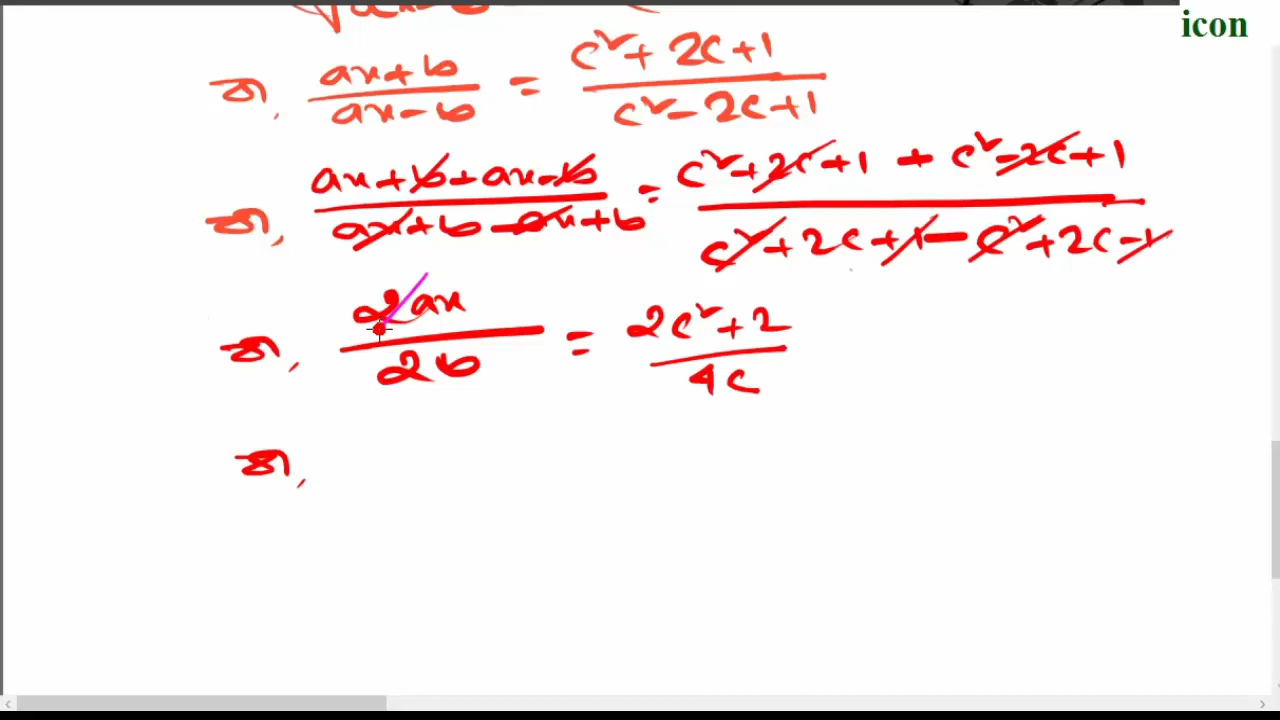 icon
বা, ax+b/ax-b = c²+2c+1/c²-2c+1
বা, ax+b+ax-b/ax+b-ax+b = c²+2c+1+c²-2c+1/c²+2c+1-c²+2c-1
বা, 2ax/2b = 2c²+2/4c
বা,